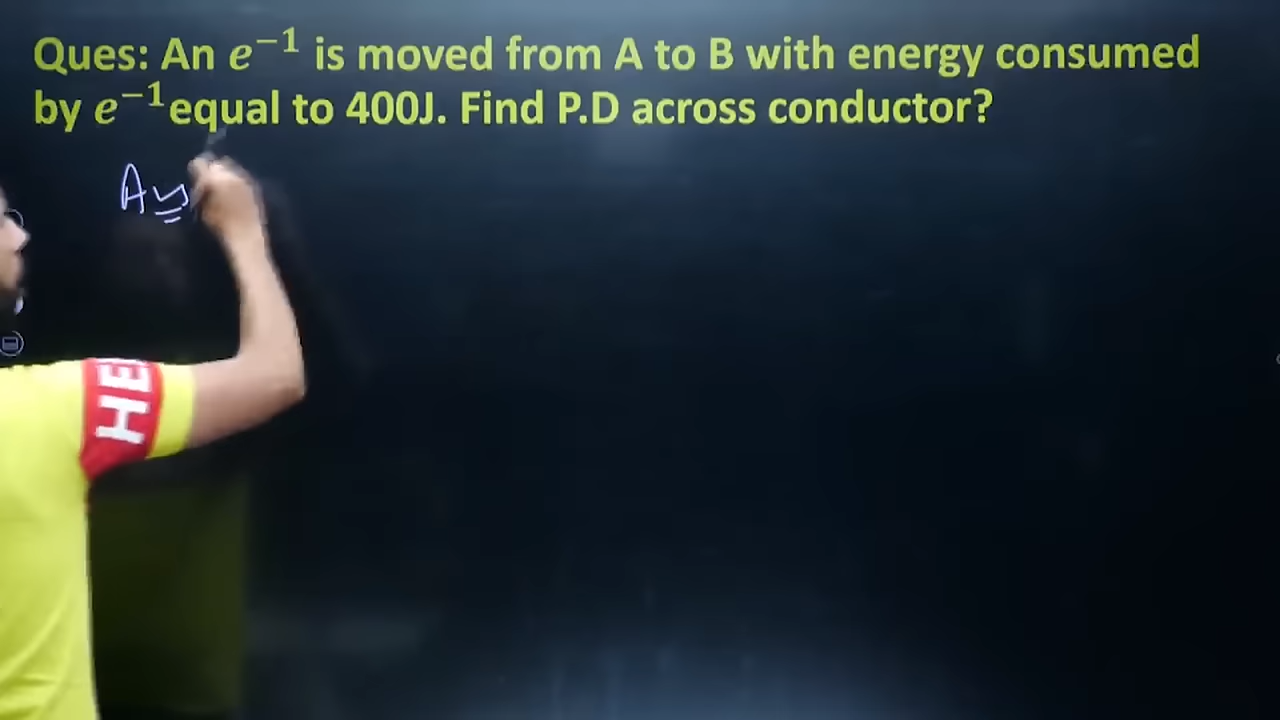 Ques: An e⁻¹ is moved from A to B with energy consumed
by e⁻¹equal to 400J. Find P.D across conductor?
HE